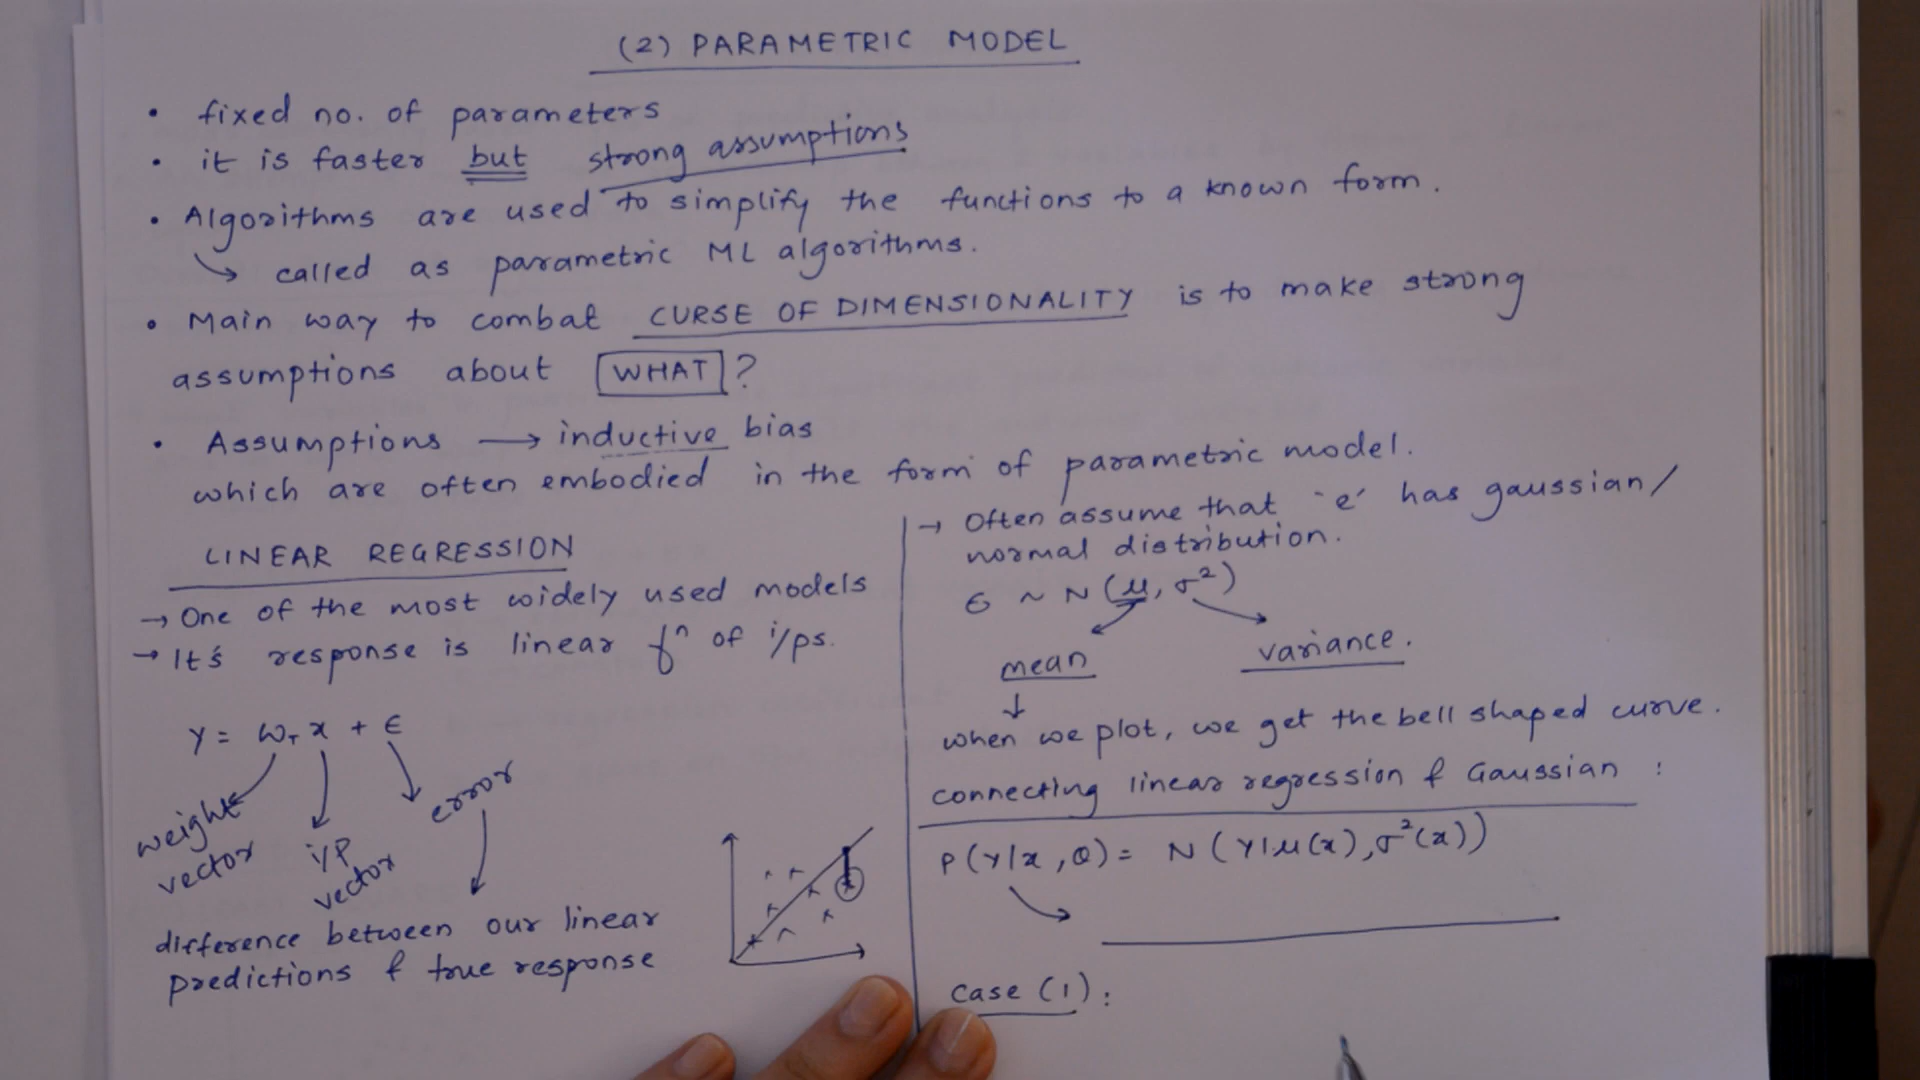 (2) PARAMETRIC MODEL
• fixed no. of parameters
• it is faster but strong assumptions
• Algorithms are used to simplify the functions to a known form.
↳ called as parametric ML algorithms.
• Main way to combat CURSE OF DIMENSIONALITY is to make strong
assumptions about WHAT ?
• Assumptions → inductive bias
which are often embodied in the form of parametric model.
LINEAR REGRESSION
→ One of the most widely used models
→ It's response is linear fⁿ of i/ps.
Y = wᴛ x + ϵ
weight
vector
i/p
vector
error
difference between our linear
predictions & true response
→ Often assume that 'e' has gaussian/
normal distribution.
ϵ ~ N (μ, σ²)
mean
variance.
↓
when we plot, we get the bell shaped curve.
connecting linear regression & Gaussian :
P(Y|x, θ) = N (Y|μ(x), σ²(x))
Case (1) :